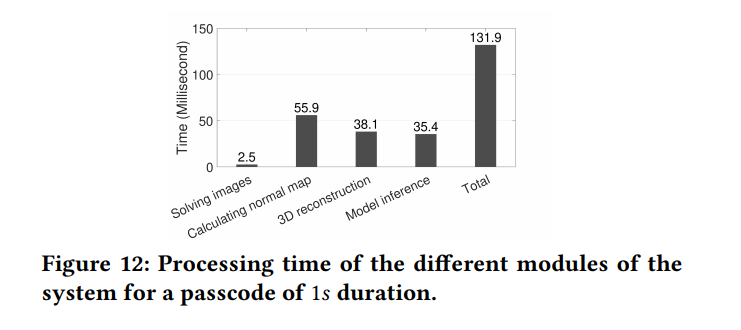 Time (Millisecond)
150
100
50
0
2.5
55.9
38.1
35.4
131.9
Solving images
Calculating normal map
3D reconstruction
Model inference
Total
Figure 12: Processing time of the different modules of the
system for a passcode of 1s duration.